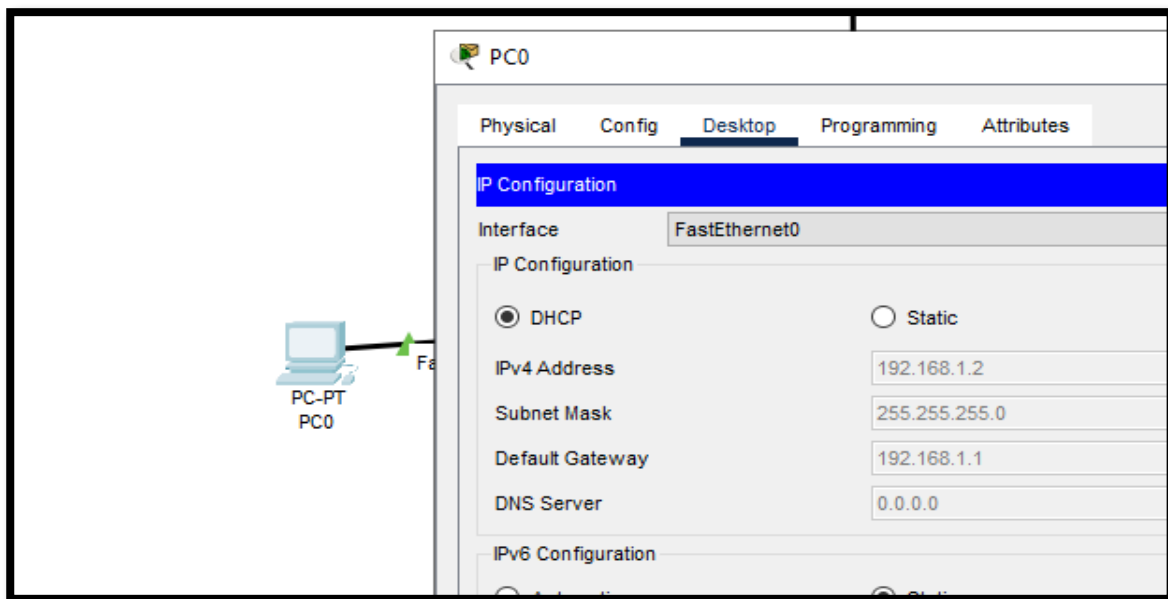 PC0
Physical Config Desktop Programming Attributes
IP Configuration
Interface FastEthernet0
IP Configuration
DHCP Static
IPv4 Address 192.168.1.2
Subnet Mask 255.255.255.0
Default Gateway 192.168.1.1
DNS Server 0.0.0.0
IPv6 Configuration
PC-PT
PC0